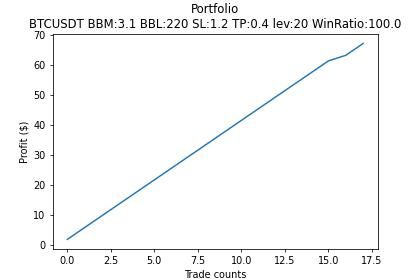 Portfolio
BTCUSDT BBM:3.1 BBL:220 SL:1.2 TP:0.4 lev:20 WinRatio:100.0
70
60
50
40
30
20
10
0
Profit ($)
0.0 2.5 5.0 7.5 10.0 12.5 15.0 17.5
Trade counts